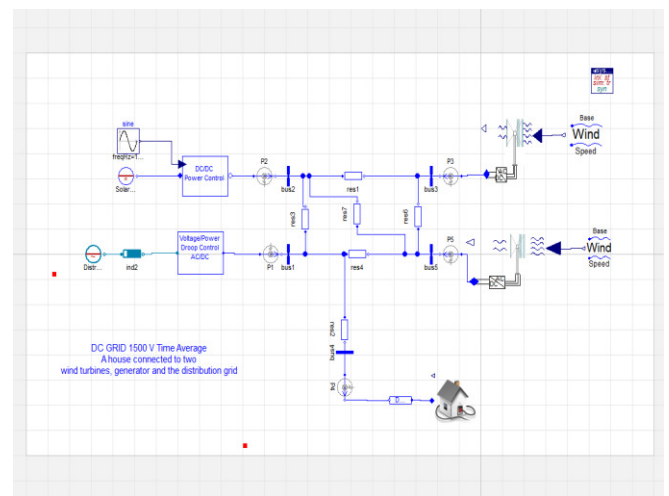 sine
freqHz=1...
Solar...
DC/DC
Power Control
P2
bus2
res1
bus3
P3
Base
Wind
Speed
res3
res7
res6
Distr...
ind2
Voltage/Power
Droop Control
AC/DC
P1
bus1
res4
bus5
P5
Base
Wind
Speed
res2
bus4
D...
DC GRID 1500 V Time Average
A house connected to two
wind turbines, generator and the distribution grid